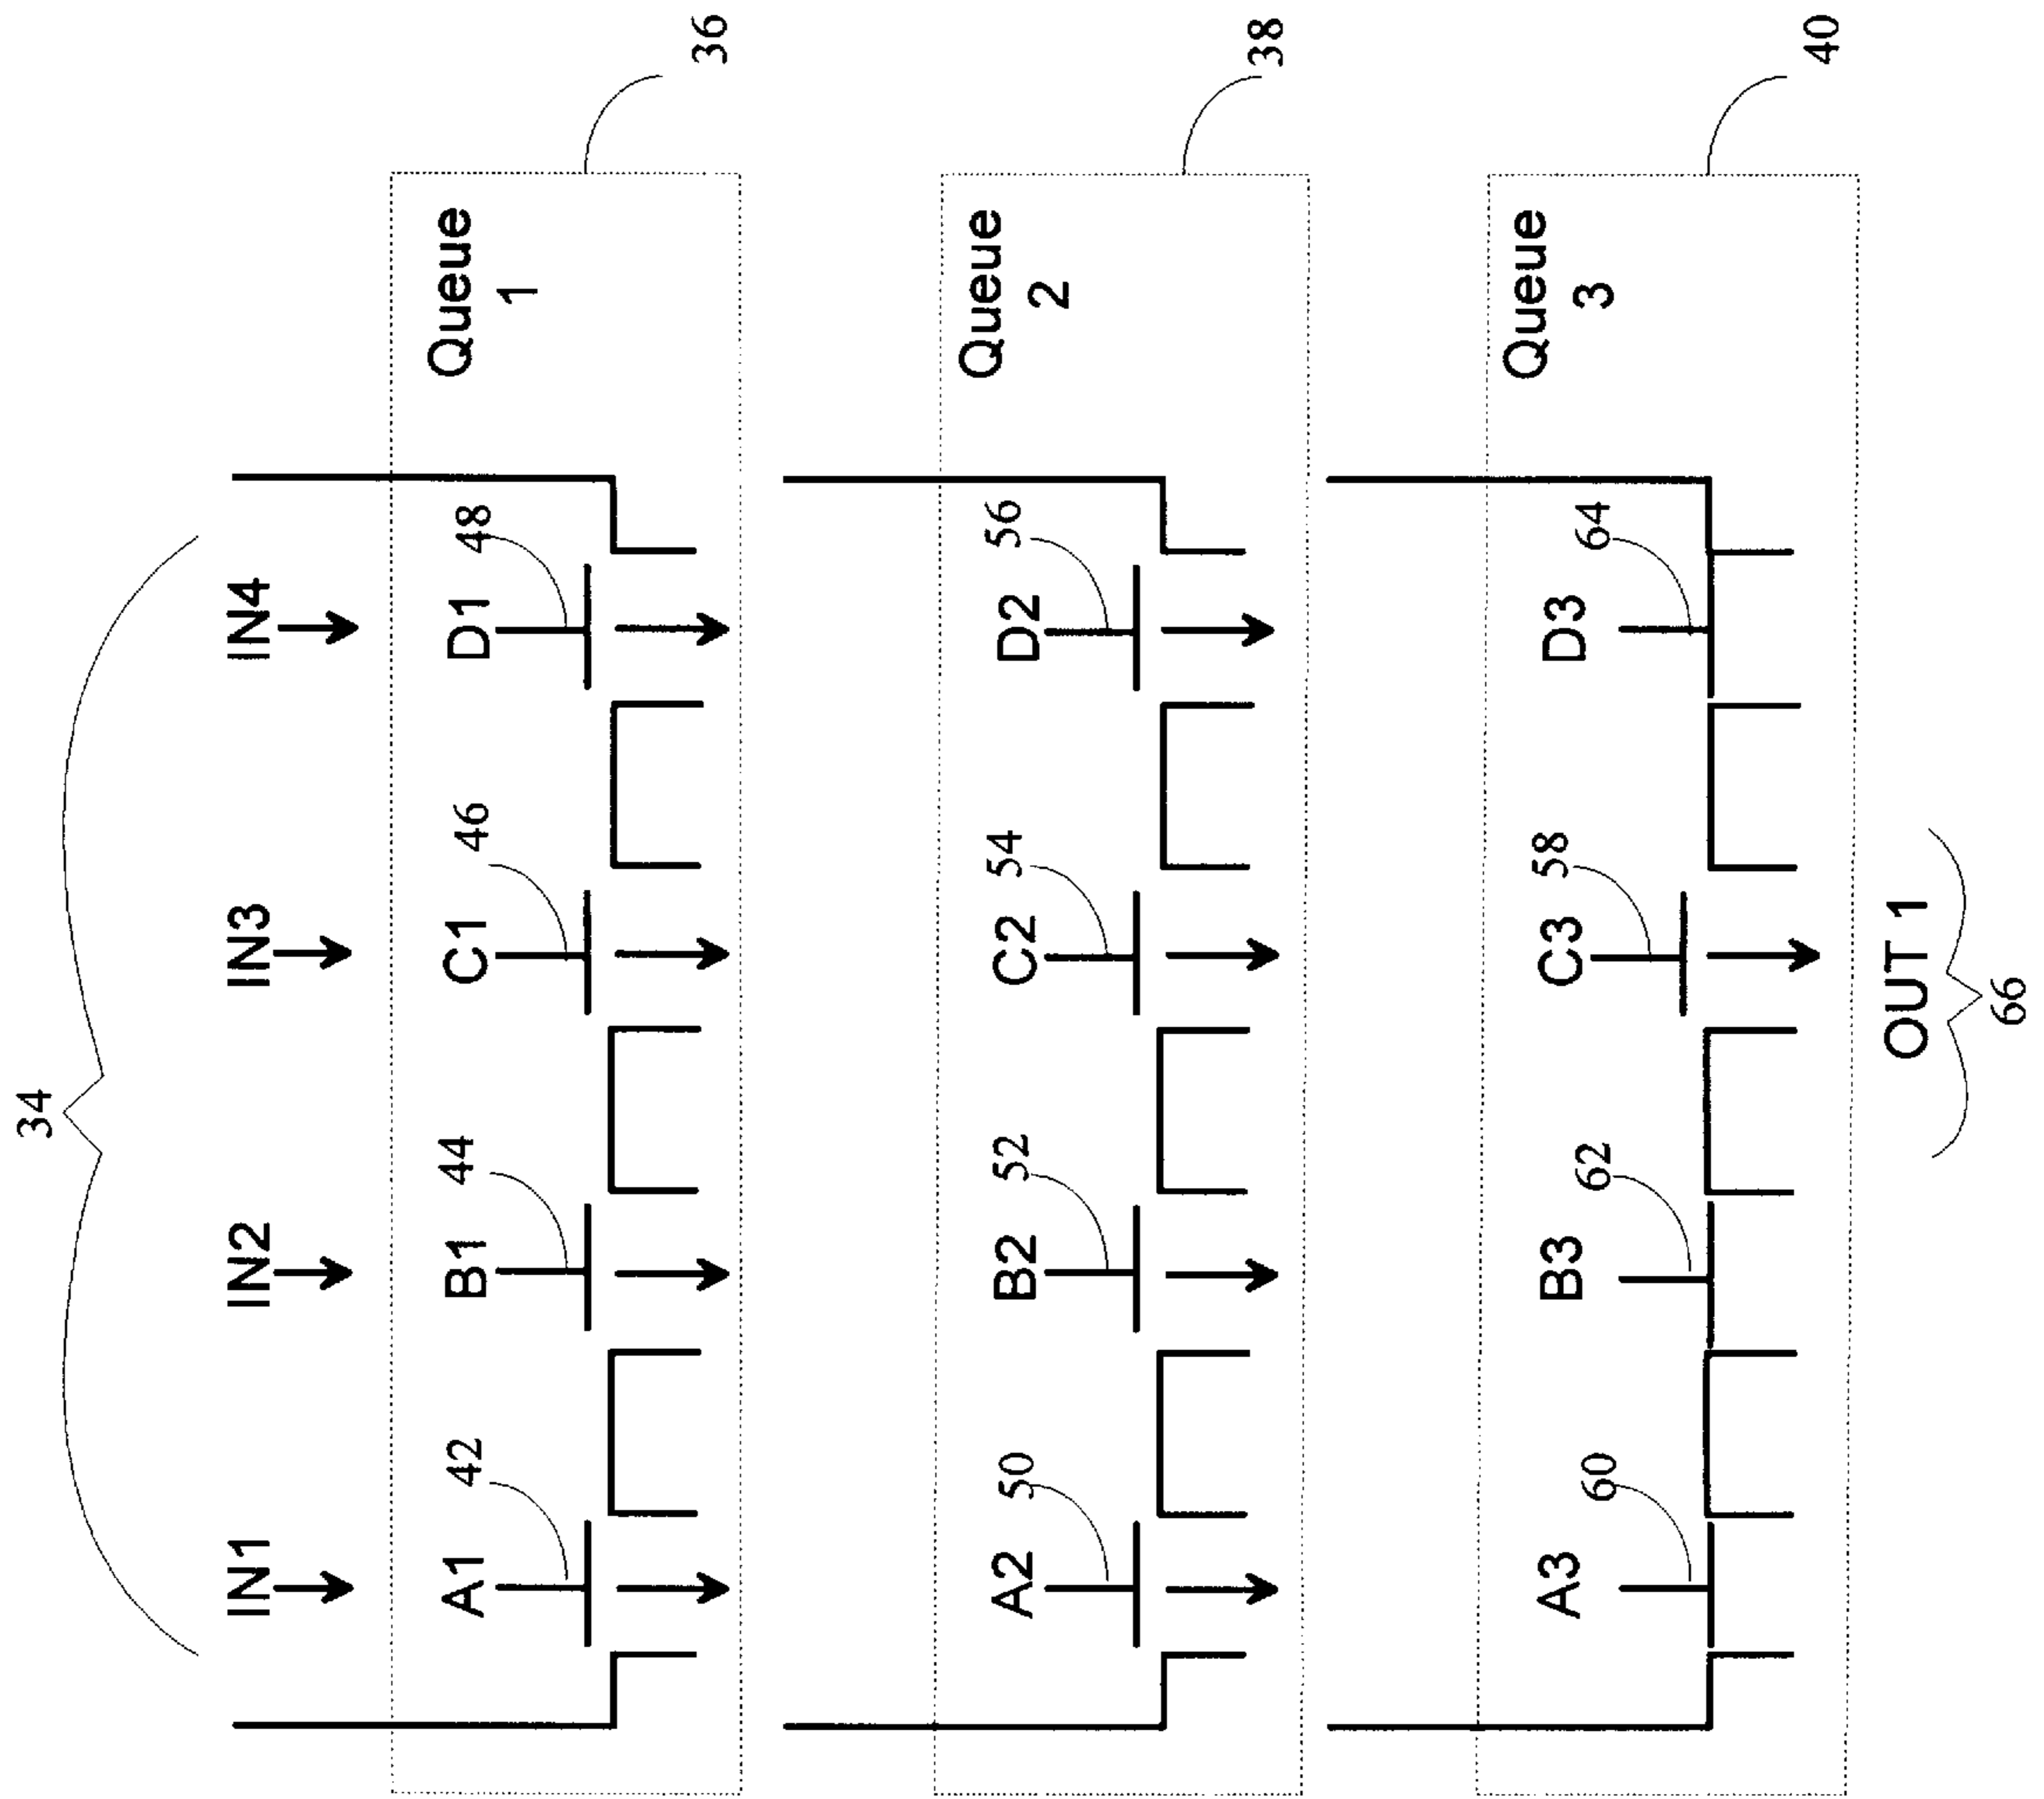 34
IN1 IN2 IN3 IN4
Queue
1
36
A1 42 B1 44 C1 46 D1 48
Queue
2
38
A2 50 B2 52 C2 54 D2 56
Queue
3
40
A3 60 B3 62 C3 58 D3 64
OUT 1
66